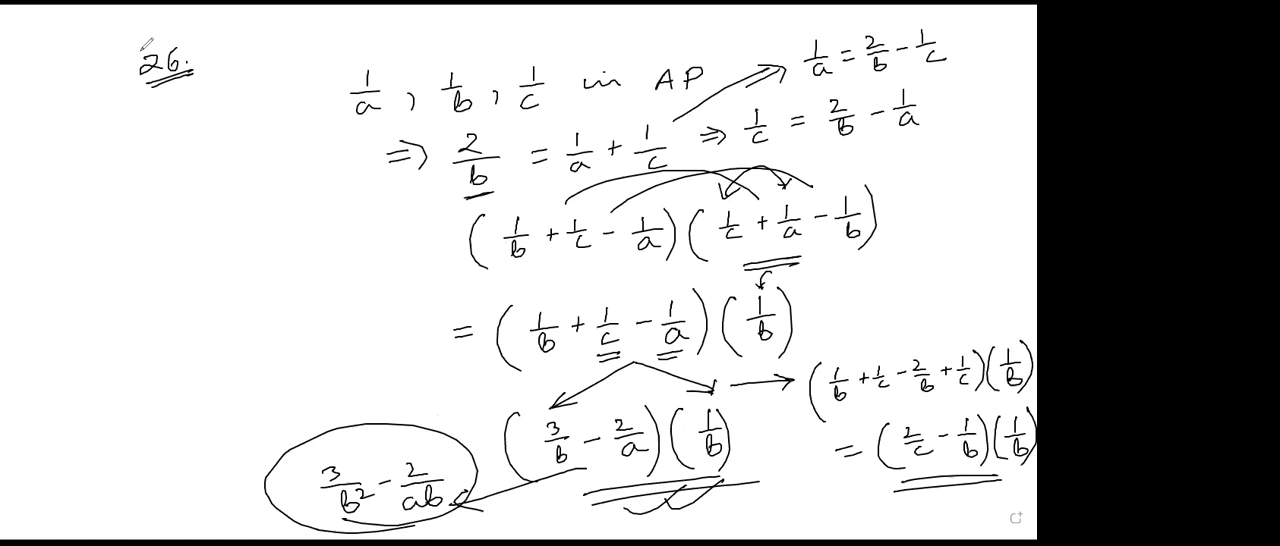 26.
1/a , 1/b , 1/c in AP
⇒ 1/a = 2/b − 1/c
⇒ 2/b = 1/a + 1/c ⇒ 1/c = 2/b − 1/a
(1/b + 1/c − 1/a)(1/c + 1/a − 1/b)
= (1/b + 1/c − 1/a)(1/b)
(3/b − 2/a)(1/b)
3/b² − 2/ab
(1/b + 1/c − 2/b + 1/c)(1/b)
= (2/c − 1/b)(1/b)